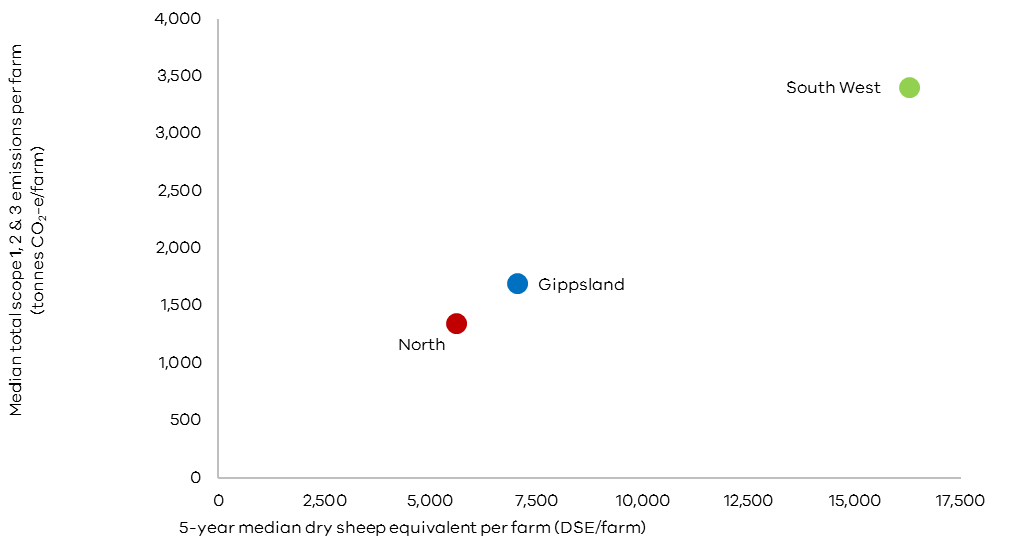 Median total scope 1, 2 & 3 emissions per farm
(tonnes CO₂-e/farm)
4,000
3,500
3,000
2,500
2,000
1,500
1,000
500
0
South West
Gippsland
North
0 2,500 5,000 7,500 10,000 12,500 15,000 17,500
5-year median dry sheep equivalent per farm (DSE/farm)